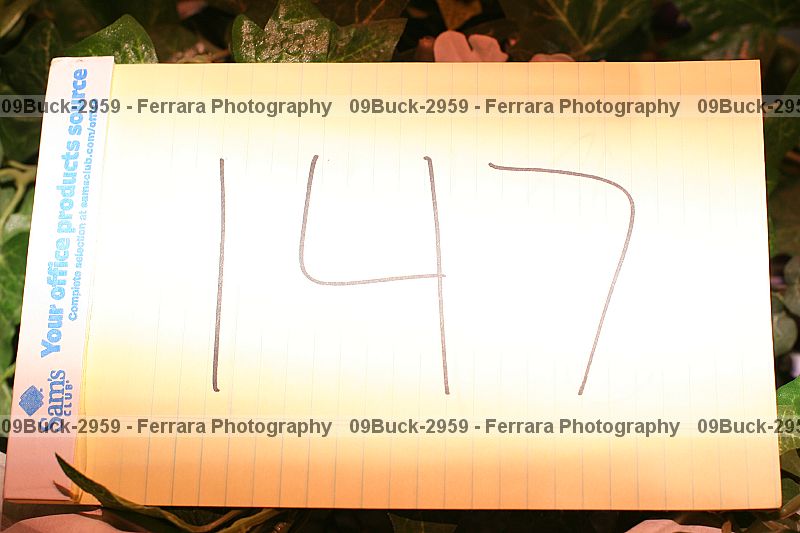 09Buck-2959 - Ferrara Photography 09Buck-2959 - Ferrara Photography 09Buck-2959
147
Sam's
CLUB
Your office products source
Complete selection at samsclub.com/off
09Buck-2959 - Ferrara Photography 09Buck-2959 - Ferrara Photography 09Buck-2959 -